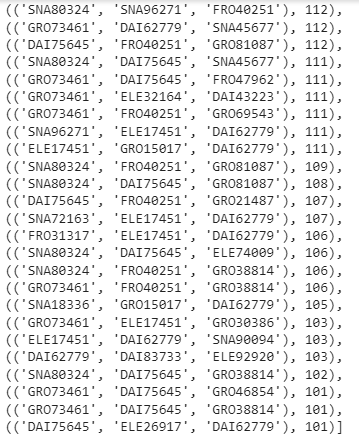 (('SNA80324', 'SNA96271', 'FRO40251'), 112),
(('GRO73461', 'DAI62779', 'SNA45677'), 112),
(('DAI75645', 'FRO40251', 'GRO81087'), 112),
(('SNA80324', 'DAI75645', 'SNA45677'), 111),
(('GRO73461', 'DAI75645', 'FRO47962'), 111),
(('GRO73461', 'ELE32164', 'DAI43223'), 111),
(('GRO73461', 'FRO40251', 'GRO69543'), 111),
(('SNA96271', 'ELE17451', 'DAI62779'), 111),
(('ELE17451', 'GRO15017', 'DAI62779'), 111),
(('SNA80324', 'FRO40251', 'GRO81087'), 109),
(('SNA80324', 'DAI75645', 'GRO81087'), 108),
(('DAI75645', 'FRO40251', 'GRO21487'), 107),
(('SNA72163', 'ELE17451', 'DAI62779'), 107),
(('FRO31317', 'ELE17451', 'DAI62779'), 106),
(('SNA80324', 'DAI75645', 'ELE74009'), 106),
(('SNA80324', 'FRO40251', 'GRO38814'), 106),
(('GRO73461', 'FRO40251', 'GRO38814'), 106),
(('SNA18336', 'GRO15017', 'DAI62779'), 105),
(('GRO73461', 'ELE17451', 'GRO30386'), 103),
(('ELE17451', 'DAI62779', 'SNA90094'), 103),
(('DAI62779', 'DAI83733', 'ELE92920'), 103),
(('SNA80324', 'DAI75645', 'GRO38814'), 102),
(('GRO73461', 'DAI75645', 'GRO46854'), 101),
(('GRO73461', 'DAI75645', 'GRO38814'), 101),
(('DAI75645', 'ELE26917', 'DAI62779'), 101)]